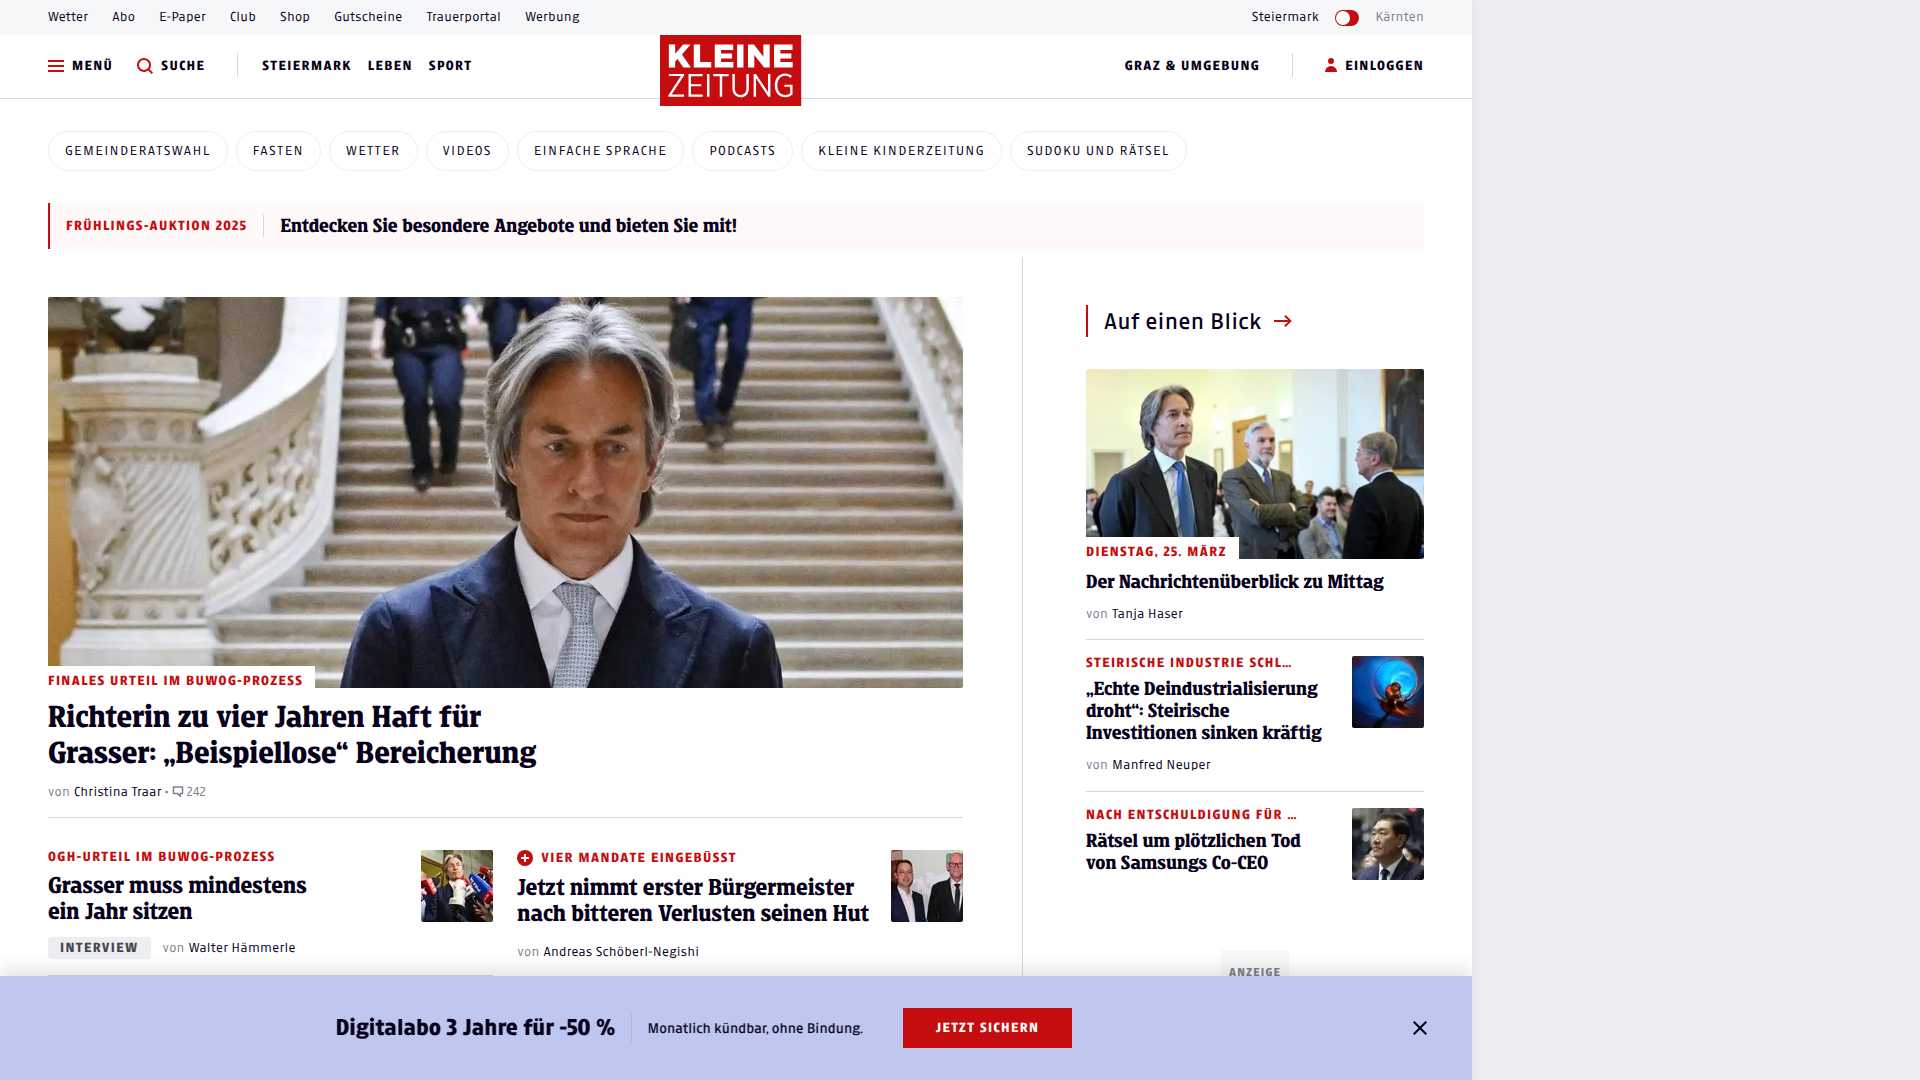 Wetter Abo E-Paper Club Shop Gutscheine Trauerportal Werbung Steiermark Kärnten
MENÜ SUCHE STEIERMARK LEBEN SPORT KLEINE ZEITUNG GRAZ & UMGEBUNG EINLOGGEN
GEMEINDERATSWAHL FASTEN WETTER VIDEOS EINFACHE SPRACHE PODCASTS KLEINE KINDERZEITUNG SUDOKU UND RÄTSEL
FRÜHLINGS-AUKTION 2025 Entdecken Sie besondere Angebote und bieten Sie mit!
FINALES URTEIL IM BUWOG-PROZESS
Richterin zu vier Jahren Haft für
Grasser: „Beispiellose“ Bereicherung
von Christina Traar • 242
OGH-URTEIL IM BUWOG-PROZESS
Grasser muss mindestens
ein Jahr sitzen
INTERVIEW von Walter Hämmerle
VIER MANDATE EINGEBÜSST
Jetzt nimmt erster Bürgermeister
nach bitteren Verlusten seinen Hut
von Andreas Schöberl-Negishi
Auf einen Blick
DIENSTAG, 25. MÄRZ
Der Nachrichtenüberblick zu Mittag
von Tanja Haser
STEIRISCHE INDUSTRIE SCHL...
„Echte Deindustrialisierung
droht“: Steirische
Investitionen sinken kräftig
von Manfred Neuper
NACH ENTSCHULDIGUNG FÜR ...
Rätsel um plötzlichen Tod
von Samsungs Co-CEO
ANZEIGE
Digitalabo 3 Jahre für -50 % Monatlich kündbar, ohne Bindung. JETZT SICHERN